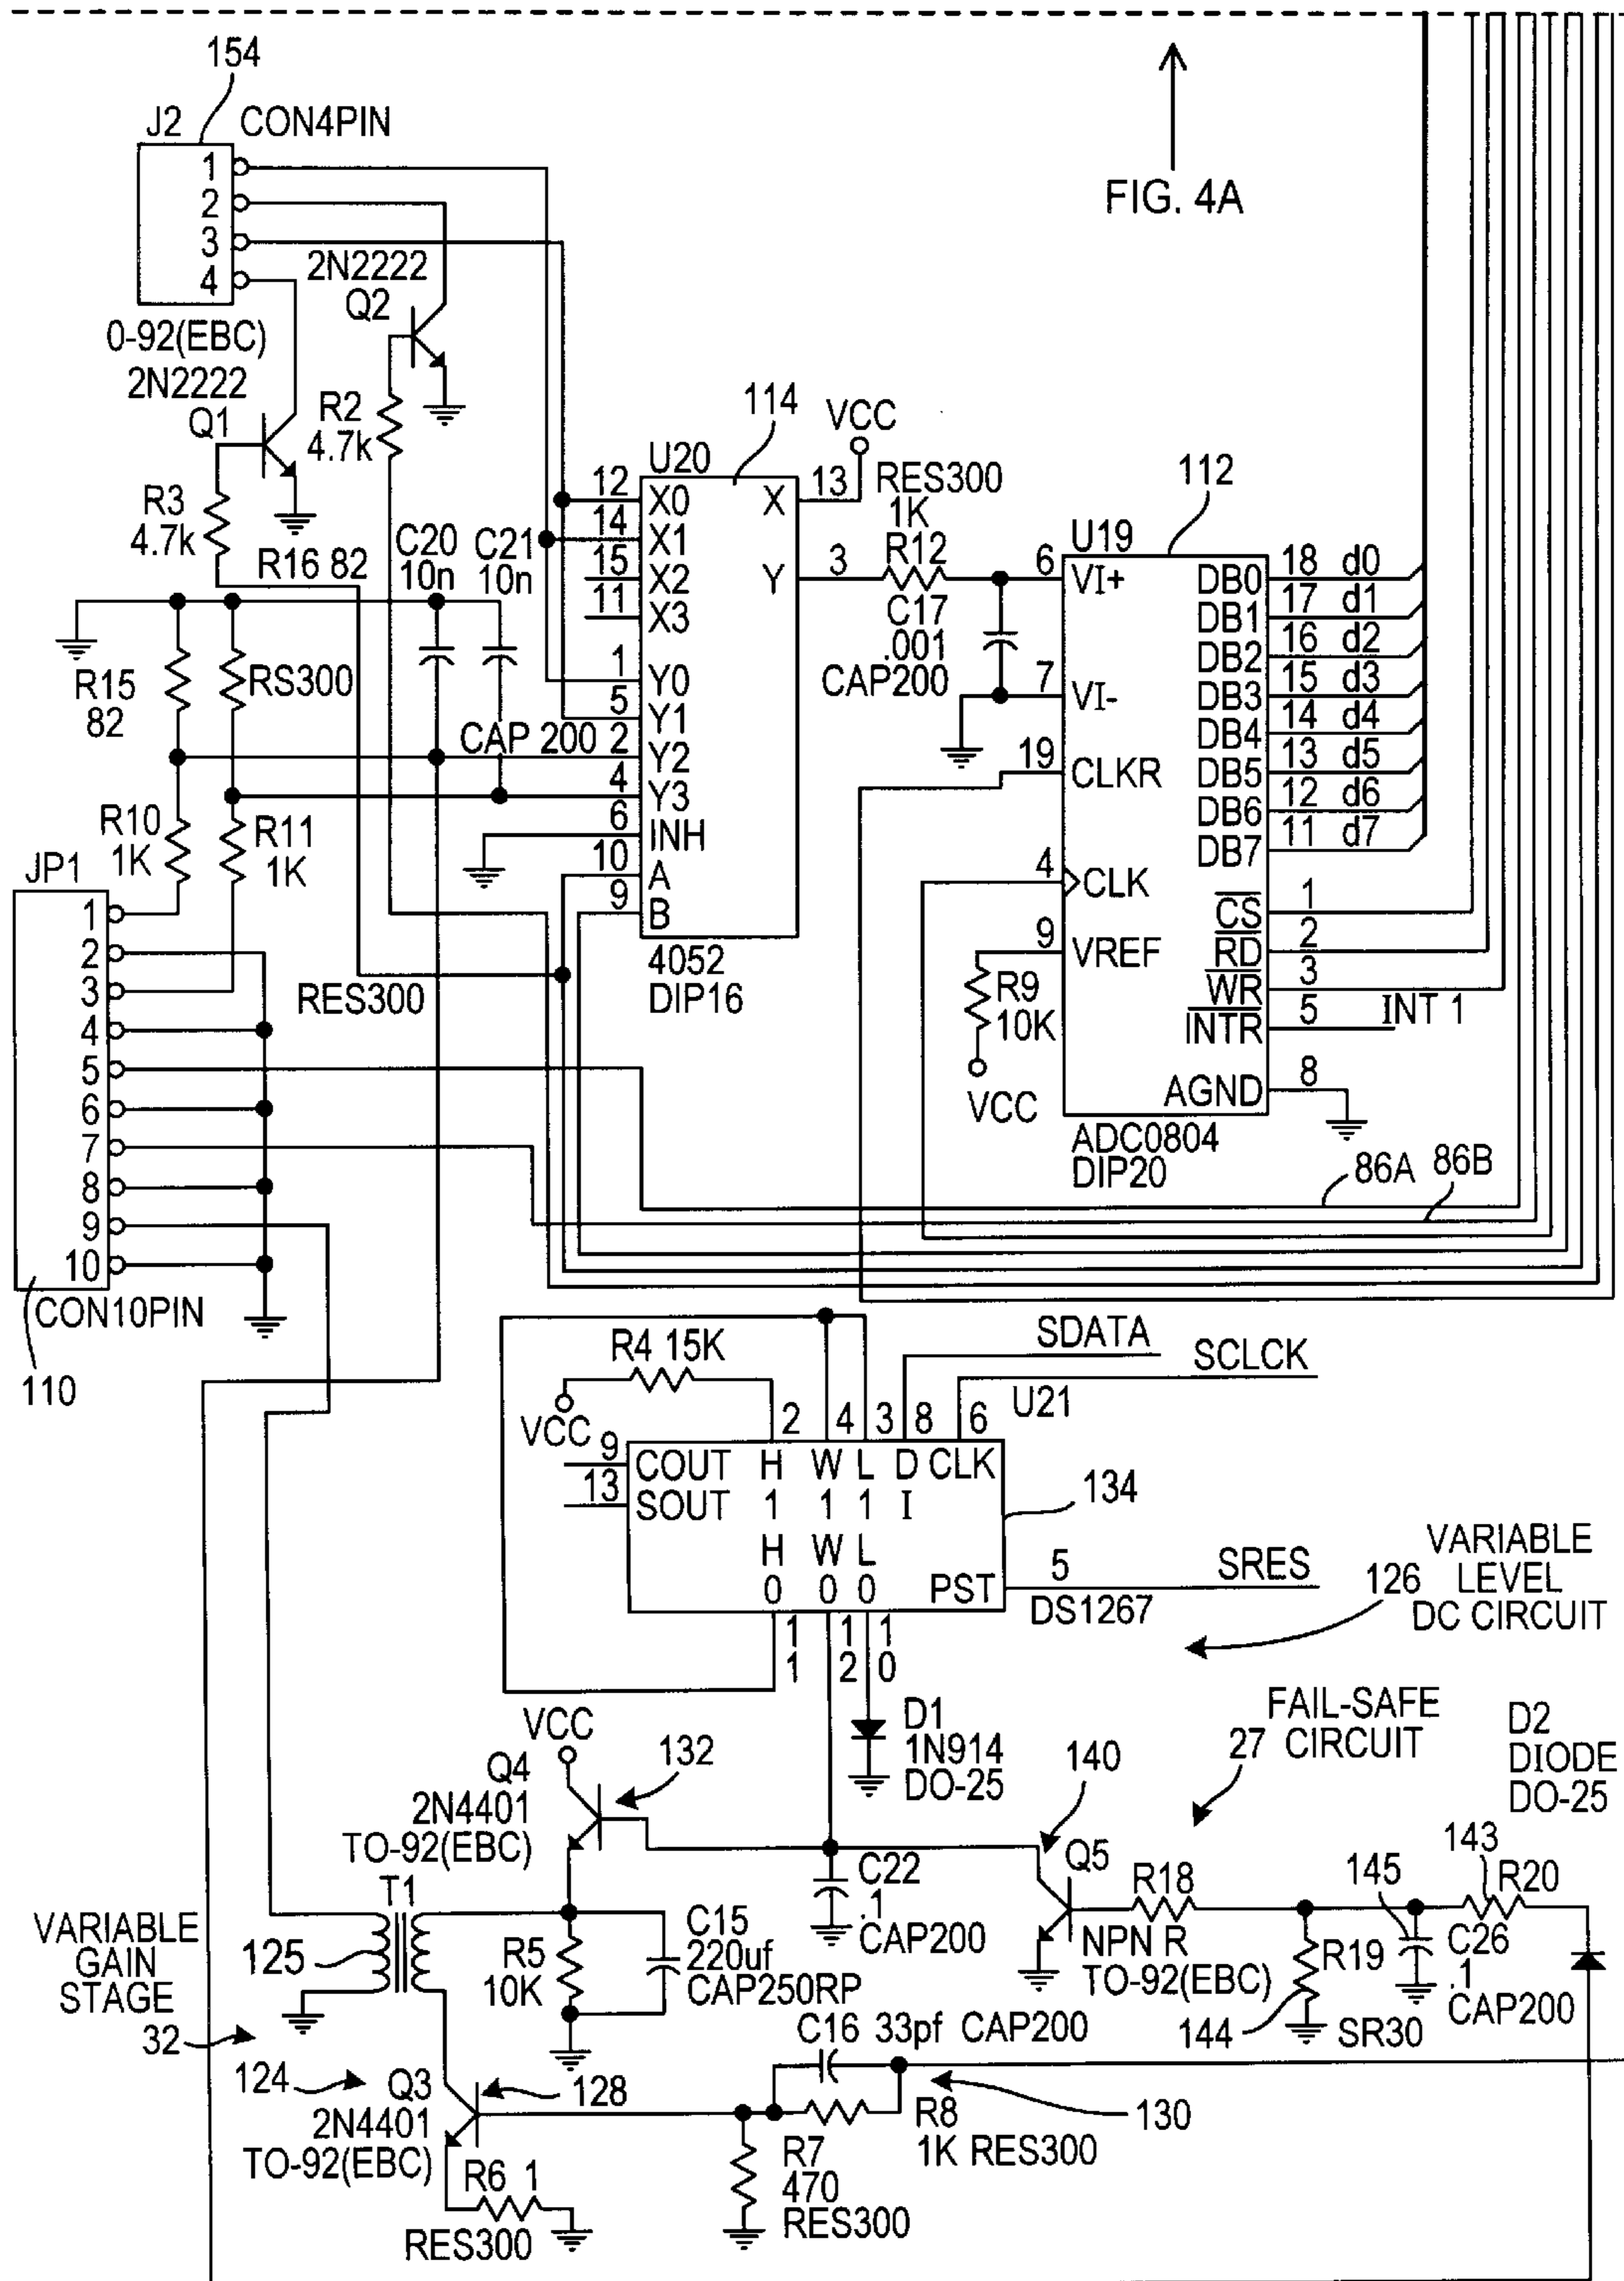 154
J2 CON4PIN
1
2
3
4
FIG. 4A
2N2222
Q2
0-92(EBC)
2N2222
Q1
R2
4.7k
R3
4.7k
R16 82
C20
10n
C21
10n
R15
82
RS300
CAP 200
R10
1K
R11
1K
RES300
114
U20
12 X0
14 X1
15 X2
11 X3
1 Y0
5 Y1
2 Y2
4 Y3
6 INH
10 A
9 B
X 13
Y 3
4052
DIP16
VCC
RES300
1K
R12
C17
.001
CAP200
112
U19
6 VI+
7 VI-
19 CLKR
4 CLK
9 VREF
R9
10K
VCC
DB0 18 d0
DB1 17 d1
DB2 16 d2
DB3 15 d3
DB4 14 d4
DB5 13 d5
DB6 12 d6
DB7 11 d7
CS 1
RD 2
WR 3
INTR 5 INT 1
AGND 8
ADC0804
DIP20
86A 86B
JP1
1
2
3
4
5
6
7
8
9
10
CON10PIN
110
R4 15K
VCC
SDATA
SCLCK
U21
2 4 3 8 6
9 COUT
13 SOUT
H W L D CLK
1 1 1 I
H W L
0 0 0 PST
5 SRES
DS1267
134
1 1 1
1 2 0
126 VARIABLE
LEVEL
DC CIRCUIT
D1
1N914
DO-25
VCC
Q4
2N4401
TO-92(EBC)
132
140
27 FAIL-SAFE
CIRCUIT
D2
DIODE
DO-25
143
R20
145
Q5
R18
NPN R
TO-92(EBC)
R19
144
SR30
C26
.1
CAP200
C22
.1
CAP200
T1
125
VARIABLE
GAIN
STAGE
32
R5
10K
C15
220uf
CAP250RP
C16 33pf CAP200
124
Q3
2N4401
TO-92(EBC)
128
130
R8
1K RES300
R7
470
RES300
R6 1
RES300